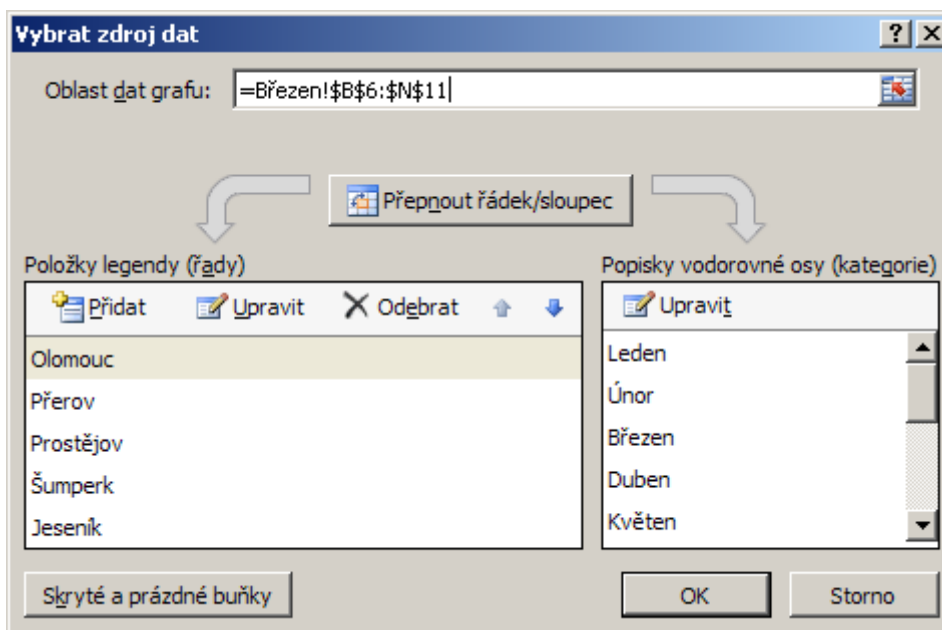 Vybrat zdroj dat
Oblast dat grafu: =Březen!$B$6:$N$11
Přepnout řádek/sloupec
Položky legendy (řady)
Přidat Upravit Odebrat
Olomouc
Přerov
Prostějov
Šumperk
Jeseník
Popisky vodorovné osy (kategorie)
Upravit
Leden
Únor
Březen
Duben
Květen
Skryté a prázdné buňky
OK Storno